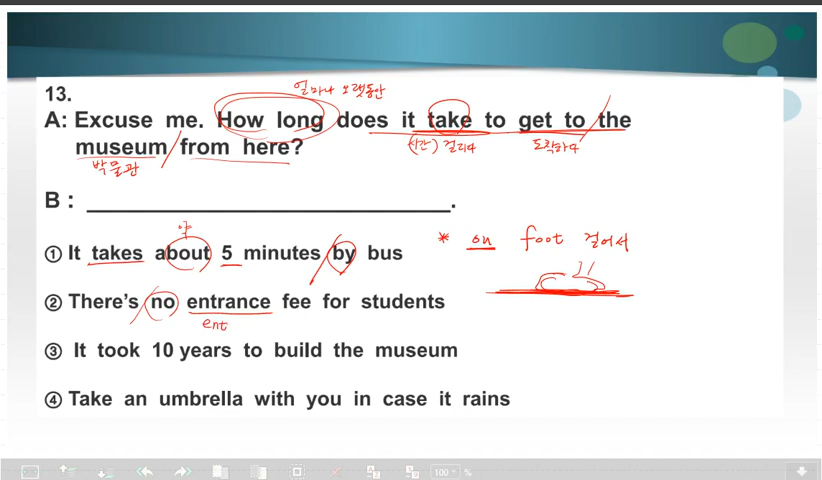 13.
얼마나 오랫동안
A: Excuse me. How long does it take to get to the
(시간) 걸리다 도착하다
museum from here?
박물관
B : ____________________.
약
① It takes about 5 minutes by bus
* on foot 걸어서
② There's no entrance fee for students
ent
③ It took 10 years to build the museum
④ Take an umbrella with you in case it rains
100 %